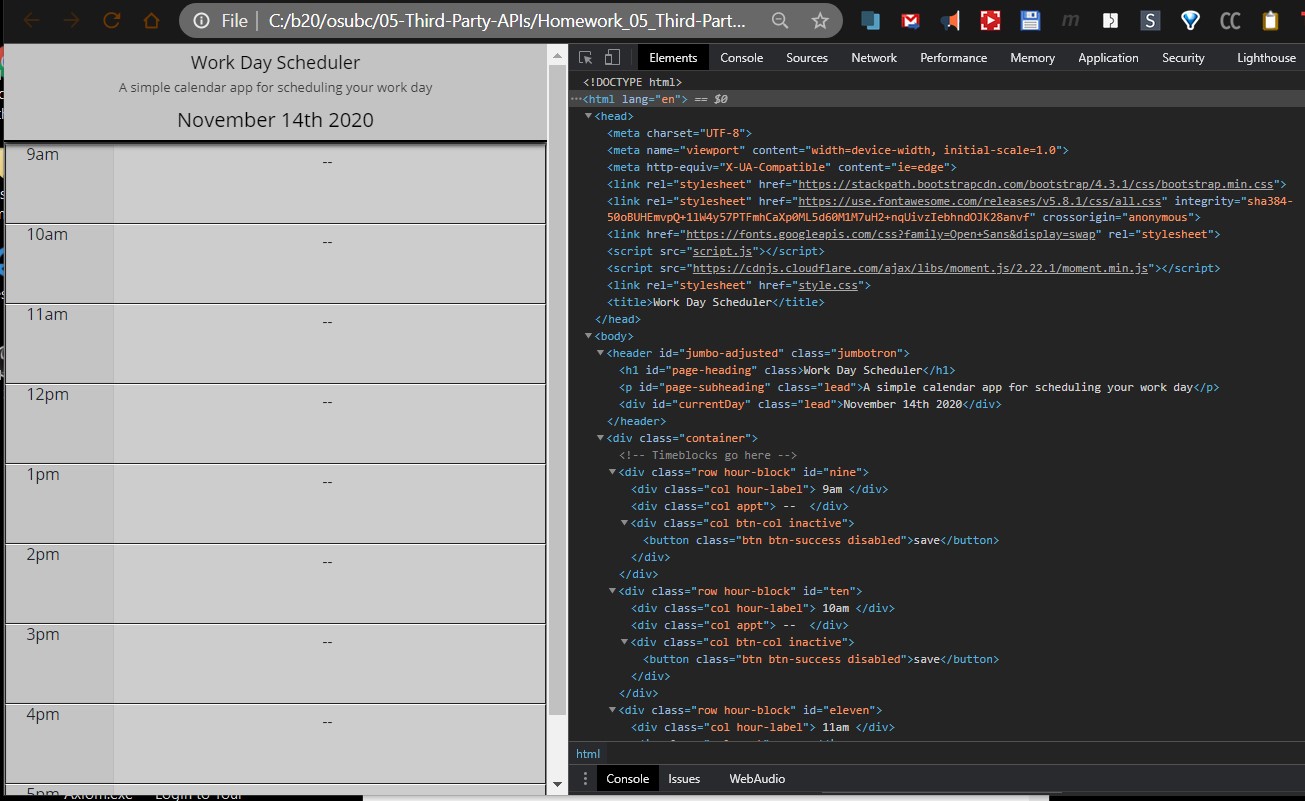 File | C:/b20/osubc/05-Third-Party-APIs/Homework_05_Third-Part...
Work Day Scheduler
A simple calendar app for scheduling your work day
November 14th 2020
9am --
10am --
11am --
12pm --
1pm --
2pm --
3pm --
4pm --
5pm
Elements Console Sources Network Performance Memory Application Security Lighthouse
<!DOCTYPE html>
···<html lang="en"> == $0
<head>
<meta charset="UTF-8">
<meta name="viewport" content="width=device-width, initial-scale=1.0">
<meta http-equiv="X-UA-Compatible" content="ie=edge">
<link rel="stylesheet" href="https://stackpath.bootstrapcdn.com/bootstrap/4.3.1/css/bootstrap.min.css">
<link rel="stylesheet" href="https://use.fontawesome.com/releases/v5.8.1/css/all.css" integrity="sha384-
50oBUHEmvpQ+1lW4y57PTFmhCaXp0ML5d60M1M7uH2+nqUivzIebhndOJK28anvf" crossorigin="anonymous">
<link href="https://fonts.googleapis.com/css?family=Open+Sans&display=swap" rel="stylesheet">
<script src="script.js"></script>
<script src="https://cdnjs.cloudflare.com/ajax/libs/moment.js/2.22.1/moment.min.js"></script>
<link rel="stylesheet" href="style.css">
<title>Work Day Scheduler</title>
</head>
<body>
<header id="jumbo-adjusted" class="jumbotron">
<h1 id="page-heading" class>Work Day Scheduler</h1>
<p id="page-subheading" class="lead">A simple calendar app for scheduling your work day</p>
<div id="currentDay" class="lead">November 14th 2020</div>
</header>
<div class="container">
<!-- Timeblocks go here -->
<div class="row hour-block" id="nine">
<div class="col hour-label"> 9am </div>
<div class="col appt"> -- </div>
<div class="col btn-col inactive">
<button class="btn btn-success disabled">save</button>
</div>
</div>
<div class="row hour-block" id="ten">
<div class="col hour-label"> 10am </div>
<div class="col appt"> -- </div>
<div class="col btn-col inactive">
<button class="btn btn-success disabled">save</button>
</div>
</div>
<div class="row hour-block" id="eleven">
<div class="col hour-label"> 11am </div>
html
Console Issues WebAudio